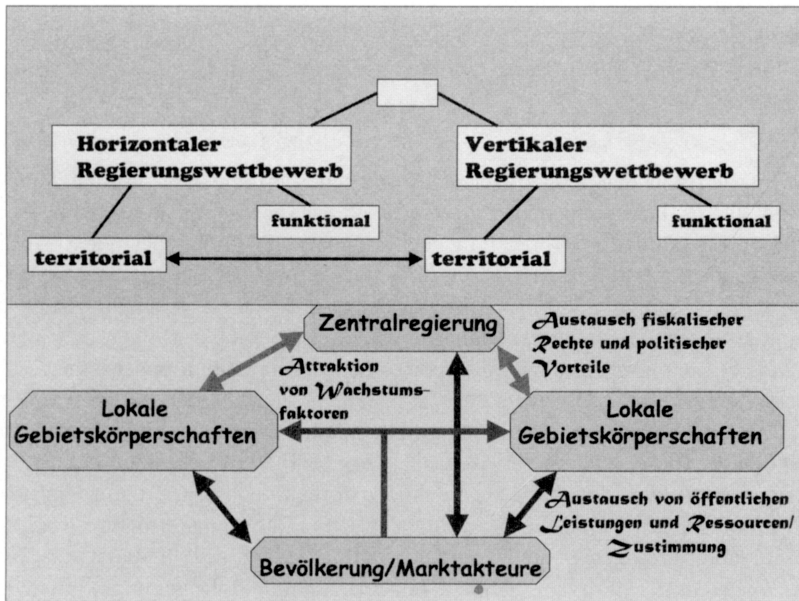 Horizontaler
Regierungswettbewerb
Vertikaler
Regierungswettbewerb
funktional
funktional
territorial
territorial
Zentralregierung
Austausch fiskalischer
Rechte und politischer
Vorteile
Attraktion
von Wachstums-
faktoren
Lokale
Gebietskörperschaften
Lokale
Gebietskörperschaften
Austausch von öffentlichen
Leistungen und Ressourcen/
Zustimmung
Bevölkerung/Marktakteure